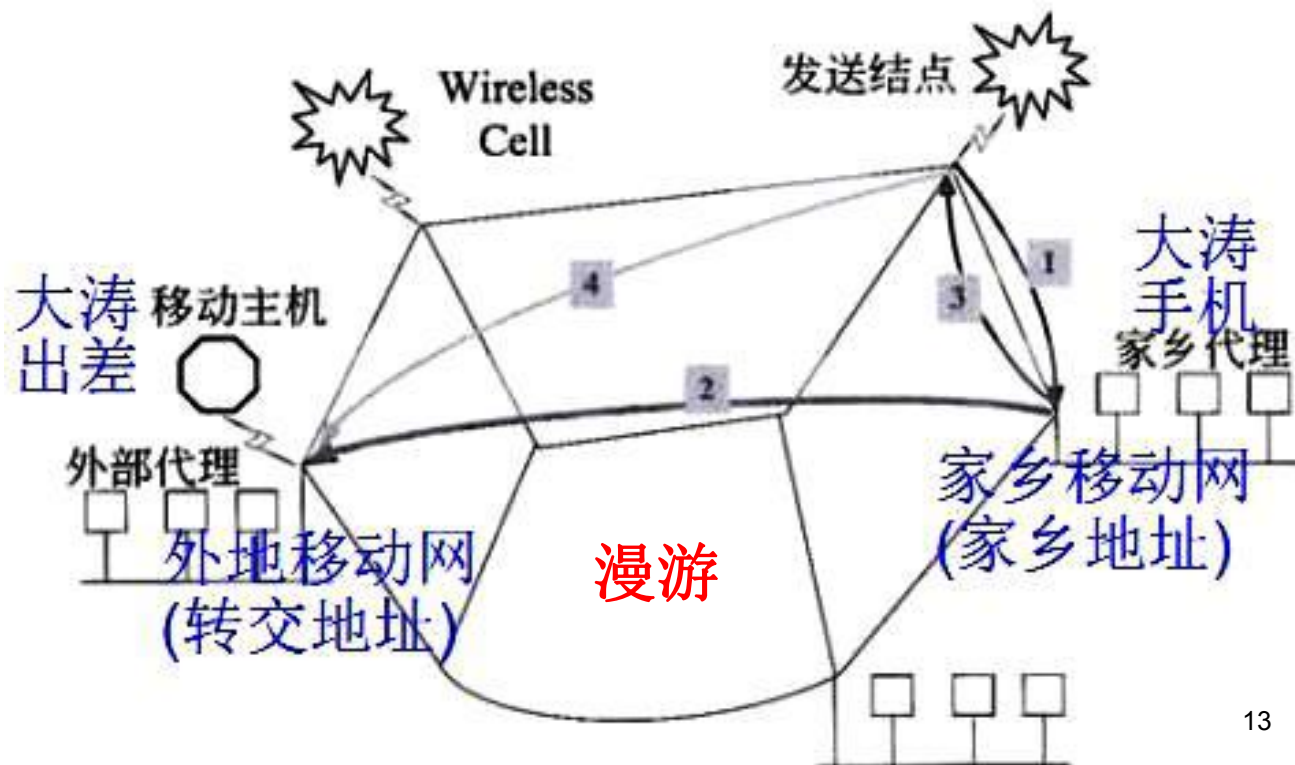 Wireless
Cell
发送结点
大涛
出差
移动主机
4
3
1
大涛
手机
家乡代理
2
外部代理
外地移动网
(转交地址)
漫游
家乡移动网
(家乡地址)
13